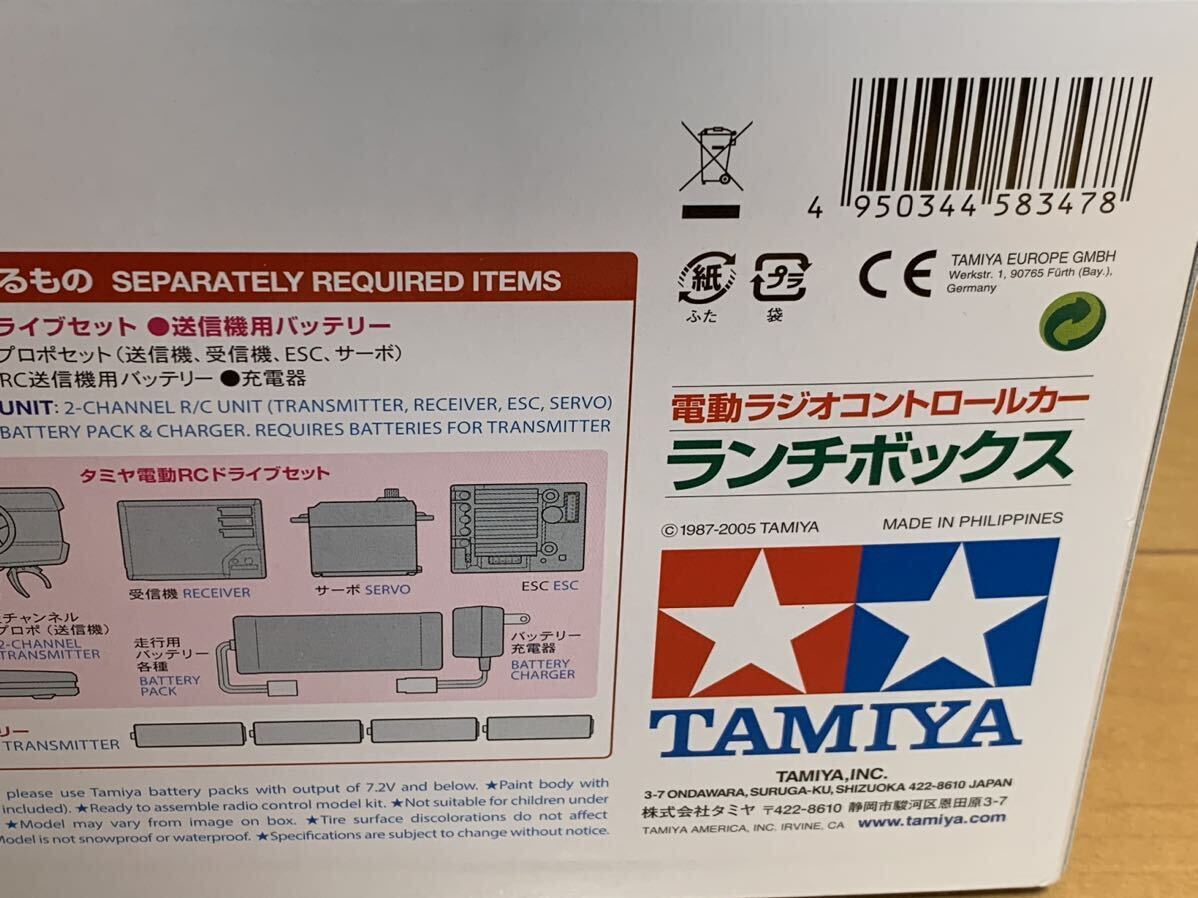 4 950344 583478
紙
ふた
プラ
袋
CE
TAMIYA EUROPE GMBH
Werkstr. 1, 90765 Fürth (Bay.),
Germany
るもの SEPARATELY REQUIRED ITEMS
ライブセット ●送信機用バッテリー
プロポセット(送信機、受信機、ESC、サーボ)
RC送信機用バッテリー ●充電器
UNIT: 2-CHANNEL R/C UNIT (TRANSMITTER, RECEIVER, ESC, SERVO)
BATTERY PACK & CHARGER. REQUIRES BATTERIES FOR TRANSMITTER
タミヤ電動RCドライブセット
受信機 RECEIVER
サーボ SERVO
ESC ESC
チャンネル
プロポ(送信機)
2-CHANNEL
TRANSMITTER
走行用
バッテリー
各種
BATTERY
PACK
バッテリー
充電器
BATTERY
CHARGER
リー
TRANSMITTER
please use Tamiya battery packs with output of 7.2V and below. ★Paint body with
included). ★Ready to assemble radio control model kit. ★Not suitable for children under
★Model may vary from image on box. ★Tire surface discolorations do not affect
Model is not snowproof or waterproof. ★Specifications are subject to change without notice.
電動ラジオコントロールカー
ランチボックス
©1987-2005 TAMIYA
MADE IN PHILIPPINES
TAMIYA
TAMIYA,INC.
3-7 ONDAWARA, SURUGA-KU, SHIZUOKA 422-8610 JAPAN
株式会社タミヤ 〒422-8610 静岡市駿河区恩田原3-7
TAMIYA AMERICA, INC. IRVINE, CA www.tamiya.com